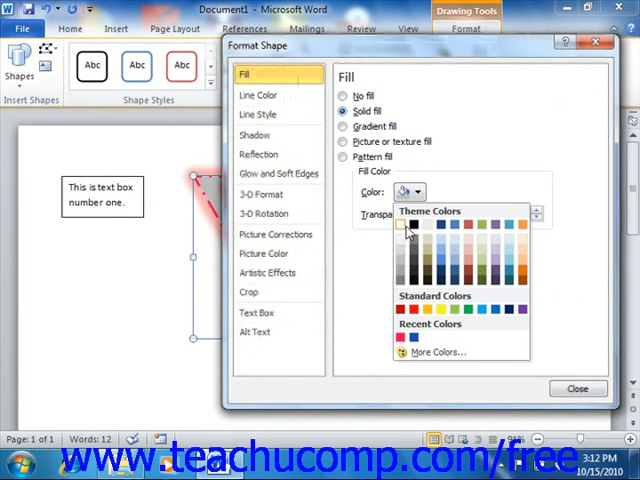 Document1 - Microsoft Word
Drawing Tools
File Home Insert Page Layout References Mailings Review View Format
Shapes
Abc Abc Abc
Insert Shapes
Shape Styles
Format Shape
Fill
Line Color
Line Style
Shadow
Reflection
Glow and Soft Edges
3-D Format
3-D Rotation
Picture Corrections
Picture Color
Artistic Effects
Crop
Text Box
Alt Text
Fill
No fill
Solid fill
Gradient fill
Picture or texture fill
Pattern fill
Fill Color
Color:
Transpa
Theme Colors
Standard Colors
Recent Colors
More Colors...
Close
This is text box
number one.
Page: 1 of 1 Words: 12
91%
www.teachucomp.com/free
3:12 PM
10/15/2010